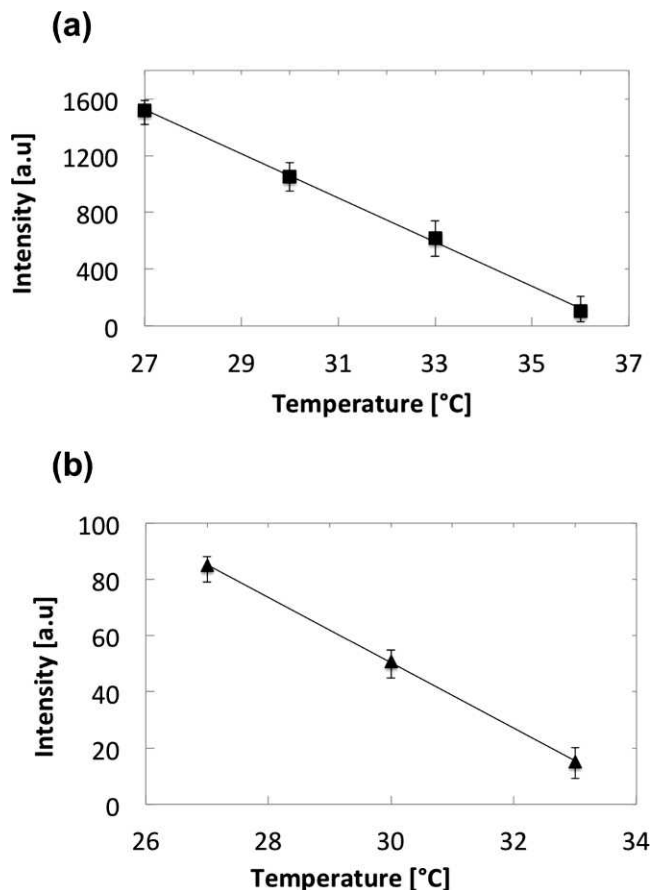 (a)
1600
1200
800
400
0
Intensity [a.u]
27 29 31 33 35 37
Temperature [°C]
(b)
100
80
60
40
20
0
Intensity [a.u]
26 28 30 32 34
Temperature [°C]